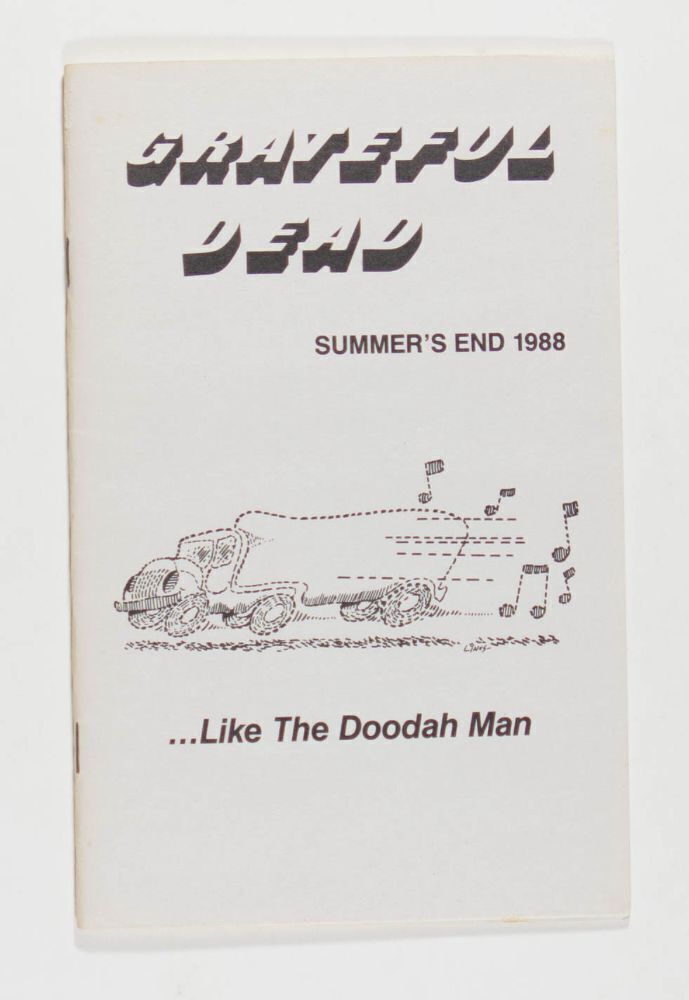 GRATEFUL
DEAD
SUMMER'S END 1988
...Like The Doodah Man